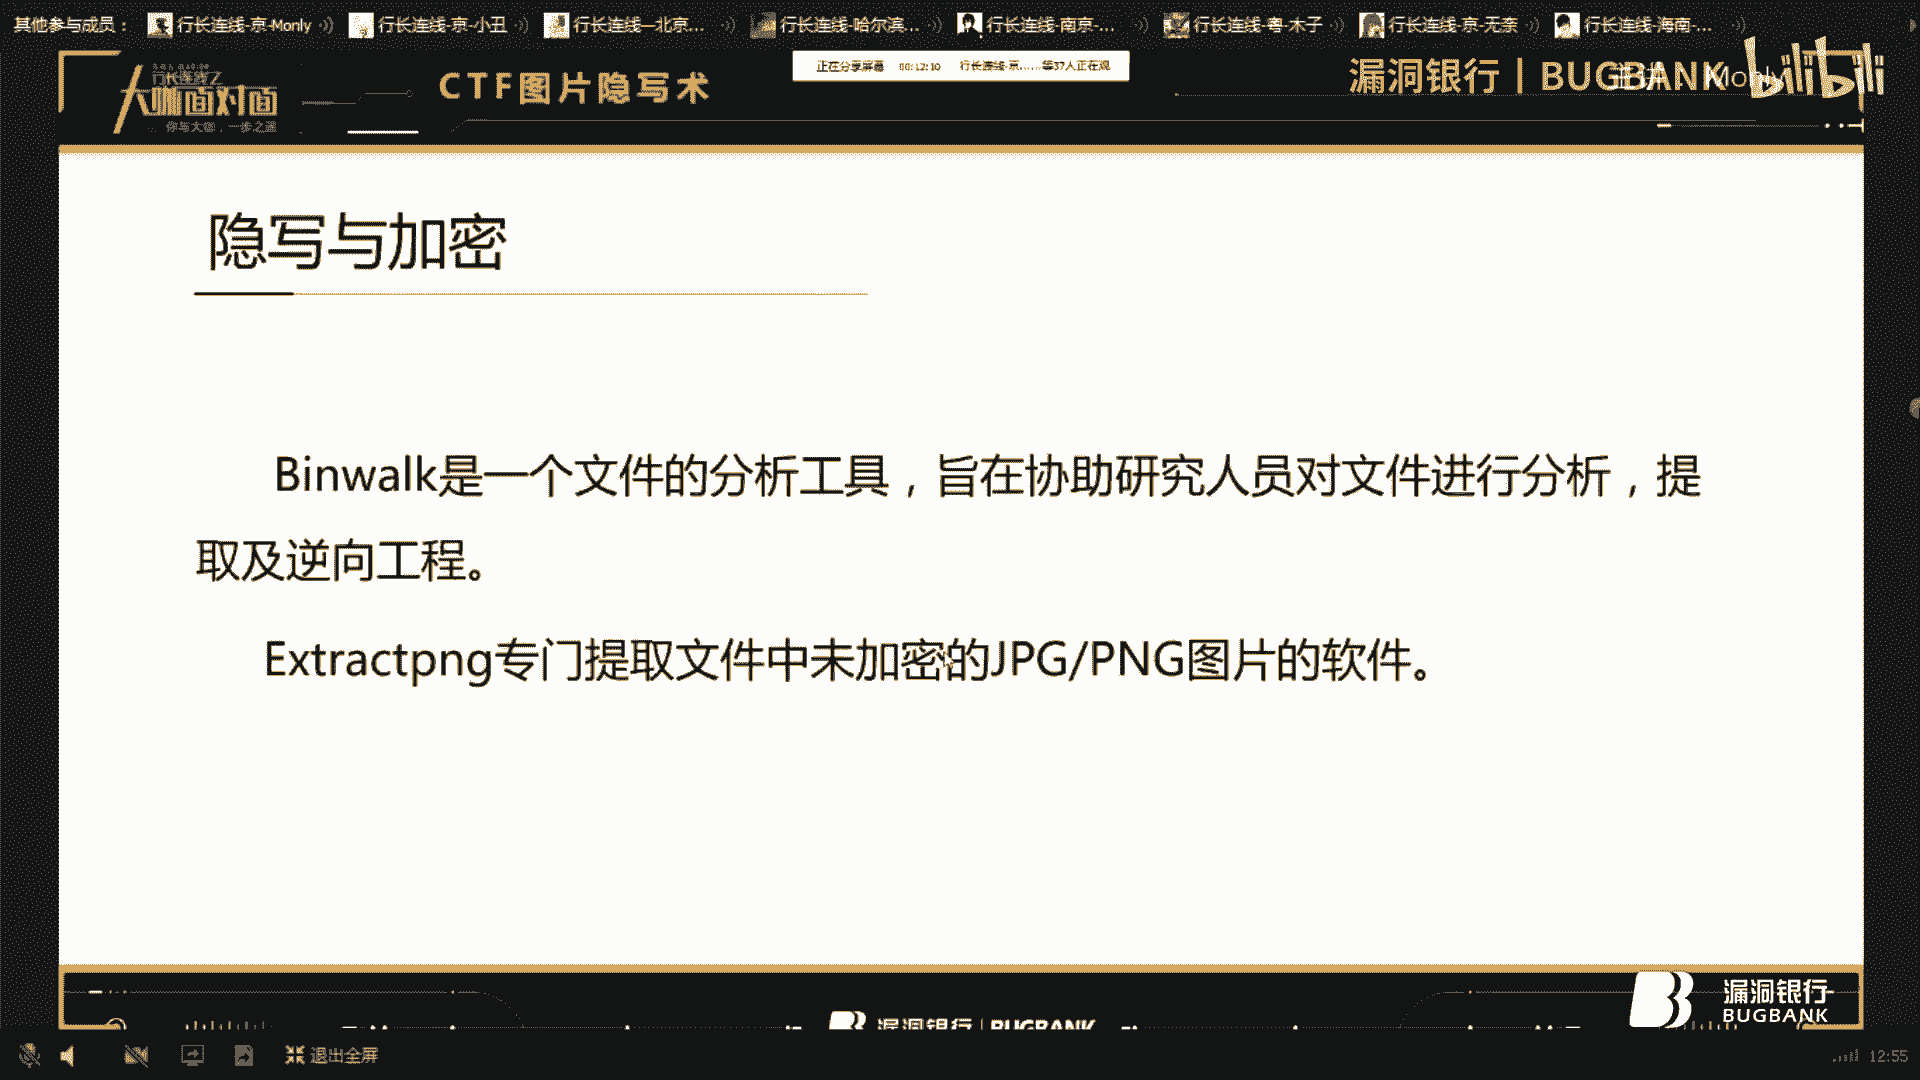 其他参与成员：
行长连线-京-Monly
行长连线-京-小丑
行长连线—北京...
行长连线-哈尔滨...
行长连线-南京-...
行长连线-粤-木子
行长连线-京-无奈
行长连线-海南-...
行长连线之
大咖面对面
你与大咖，一步之遥
CTF图片隐写术
正在分享屏幕 00:12:10 行长连线-京……等37人正在观
漏洞银行 | BUGBANK
Monly
bilibili
隐写与加密
Binwalk是一个文件的分析工具，旨在协助研究人员对文件进行分析，提
取及逆向工程。
Extractpng专门提取文件中未加密的JPG/PNG图片的软件。
漏洞银行 | BUGBANK
漏洞银行
BUGBANK
退出全屏
12:55